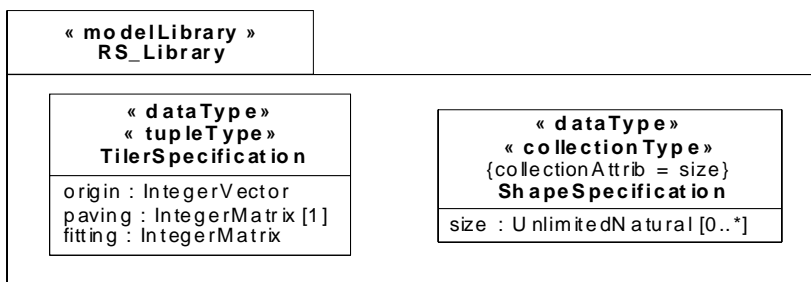 « modelLibrary »
RS_Library
« dataType»
« tupleType»
TilerSpecification
origin : IntegerVector
paving : IntegerMatrix [1]
fitting : IntegerMatrix
« dataType»
« collectionType»
{collectionAttrib = size}
ShapeSpecification
size : UnlimitedNatural [0..*]